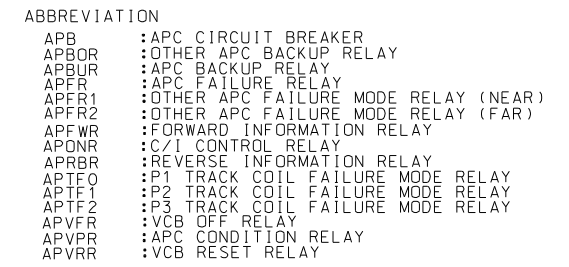 ABBREVIATION
APB :APC CIRCUIT BREAKER
APBOR :OTHER APC BACKUP RELAY
APBUR :APC BACKUP RELAY
APFR :APC FAILURE RELAY
APFR1 :OTHER APC FAILURE MODE RELAY (NEAR)
APFR2 :OTHER APC FAILURE MODE RELAY (FAR)
APFWR :FORWARD INFORMATION RELAY
APONR :C/I CONTROL RELAY
APRBR :REVERSE INFORMATION RELAY
APTF0 :P1 TRACK COIL FAILURE MODE RELAY
APTF1 :P2 TRACK COIL FAILURE MODE RELAY
APTF2 :P3 TRACK COIL FAILURE MODE RELAY
APVFR :VCB OFF RELAY
APVPR :APC CONDITION RELAY
APVRR :VCB RESET RELAY